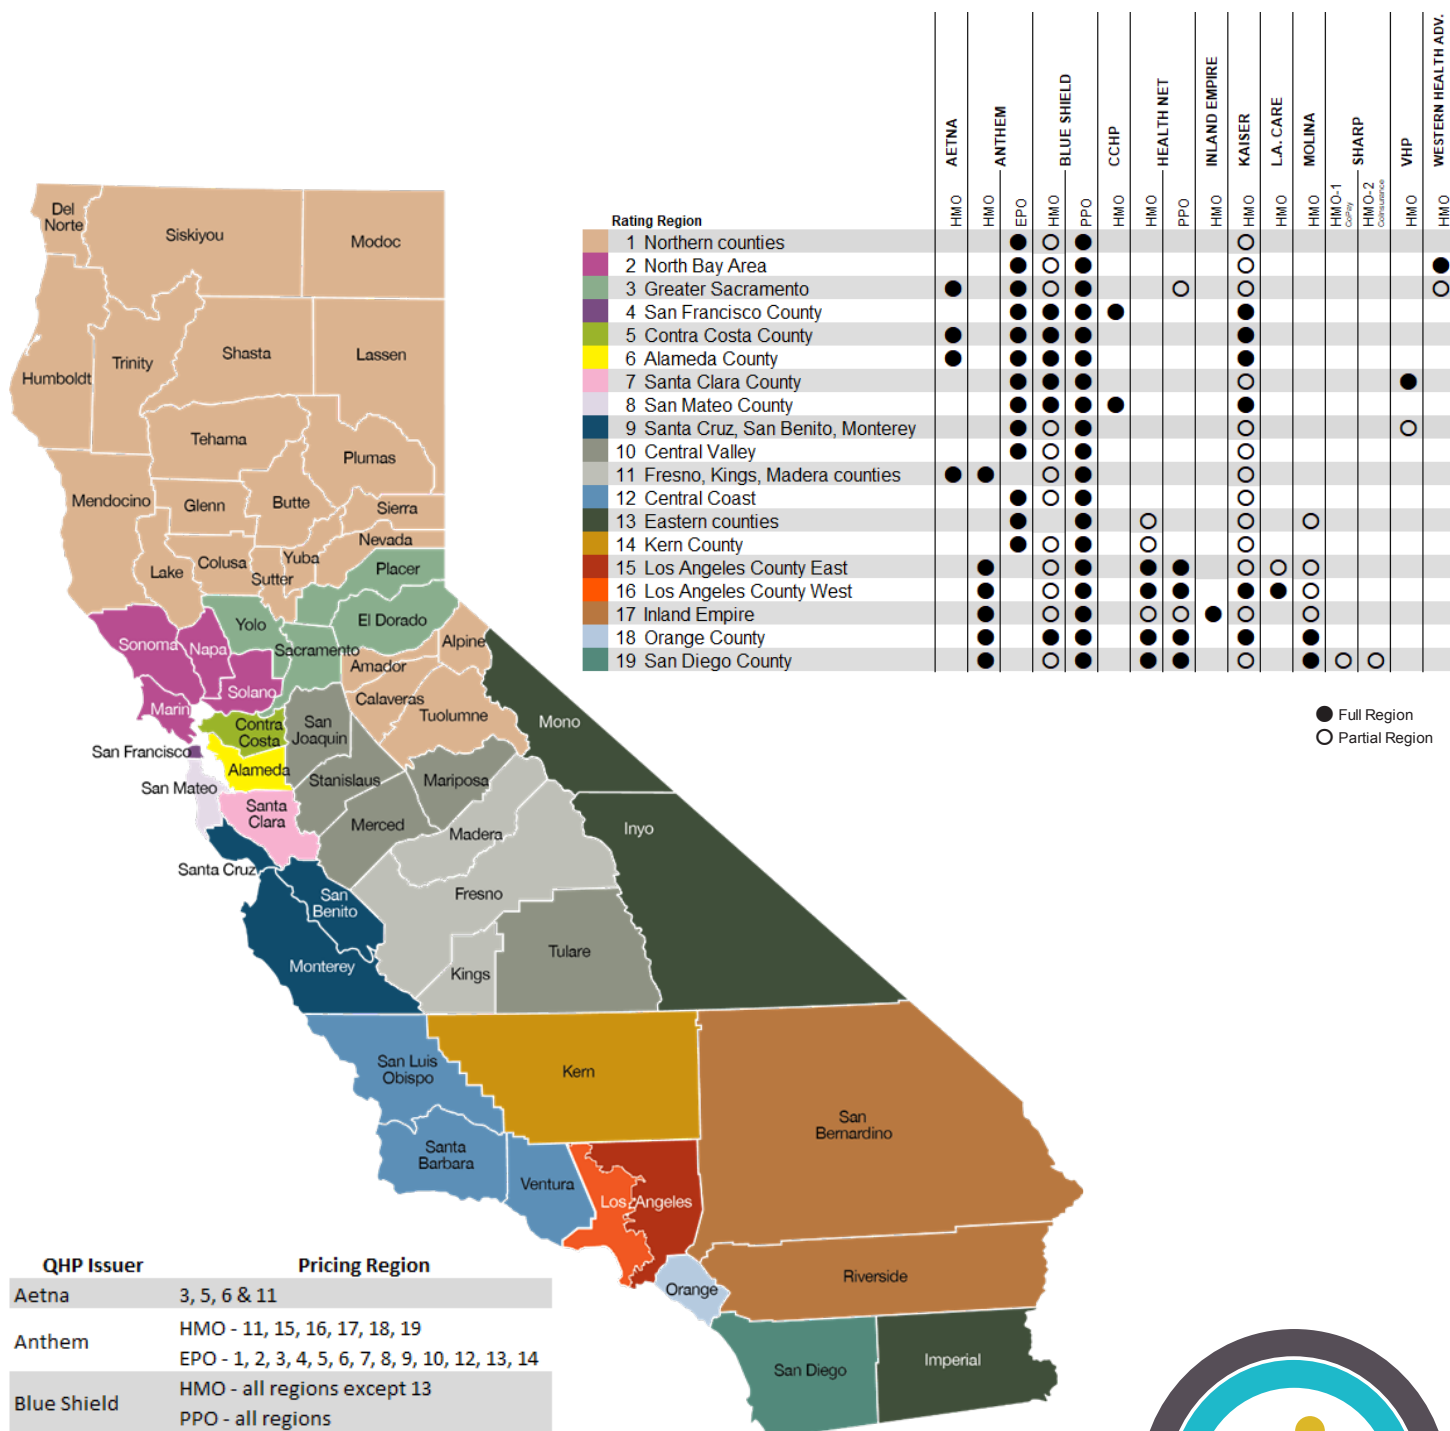 AETNA
ANTHEM
BLUE SHIELD
CCHP
HEALTH NET
INLAND EMPIRE
KAISER
L.A. CARE
MOLINA
SHARP
VHP
WESTERN HEALTH ADV.
Rating Region
HMO
HMO
EPO
HMO
PPO
HMO
HMO
PPO
HMO
HMO
HMO
HMO
HMO-1
CoPay
HMO-2
Coinsurance
HMO
HMO
1 Northern counties
2 North Bay Area
3 Greater Sacramento
4 San Francisco County
5 Contra Costa County
6 Alameda County
7 Santa Clara County
8 San Mateo County
9 Santa Cruz, San Benito, Monterey
10 Central Valley
11 Fresno, Kings, Madera counties
12 Central Coast
13 Eastern counties
14 Kern County
15 Los Angeles County East
16 Los Angeles County West
17 Inland Empire
18 Orange County
19 San Diego County
Full Region
Partial Region
Del
Norte
Siskiyou
Modoc
Humboldt
Trinity
Shasta
Lassen
Tehama
Plumas
Mendocino
Glenn
Butte
Sierra
Nevada
Lake
Colusa
Yuba
Sutter
Placer
Yolo
El Dorado
Sonoma
Napa
Sacramento
Alpine
Amador
Solano
Calaveras
Marin
Tuolumne
Contra
Costa
San
Joaquin
Mono
San Francisco
Alameda
Stanislaus
Mariposa
San Mateo
Santa
Clara
Merced
Madera
Inyo
Santa Cruz
San
Benito
Fresno
Monterey
Kings
Tulare
San Luis
Obispo
Kern
San
Bernardino
Santa
Barbara
Ventura
Los Angeles
Orange
Riverside
San Diego
Imperial
QHP Issuer Pricing Region
Aetna 3, 5, 6 & 11
Anthem
HMO - 11, 15, 16, 17, 18, 19
EPO - 1, 2, 3, 4, 5, 6, 7, 8, 9, 10, 12, 13, 14
Blue Shield
HMO - all regions except 13
PPO - all regions